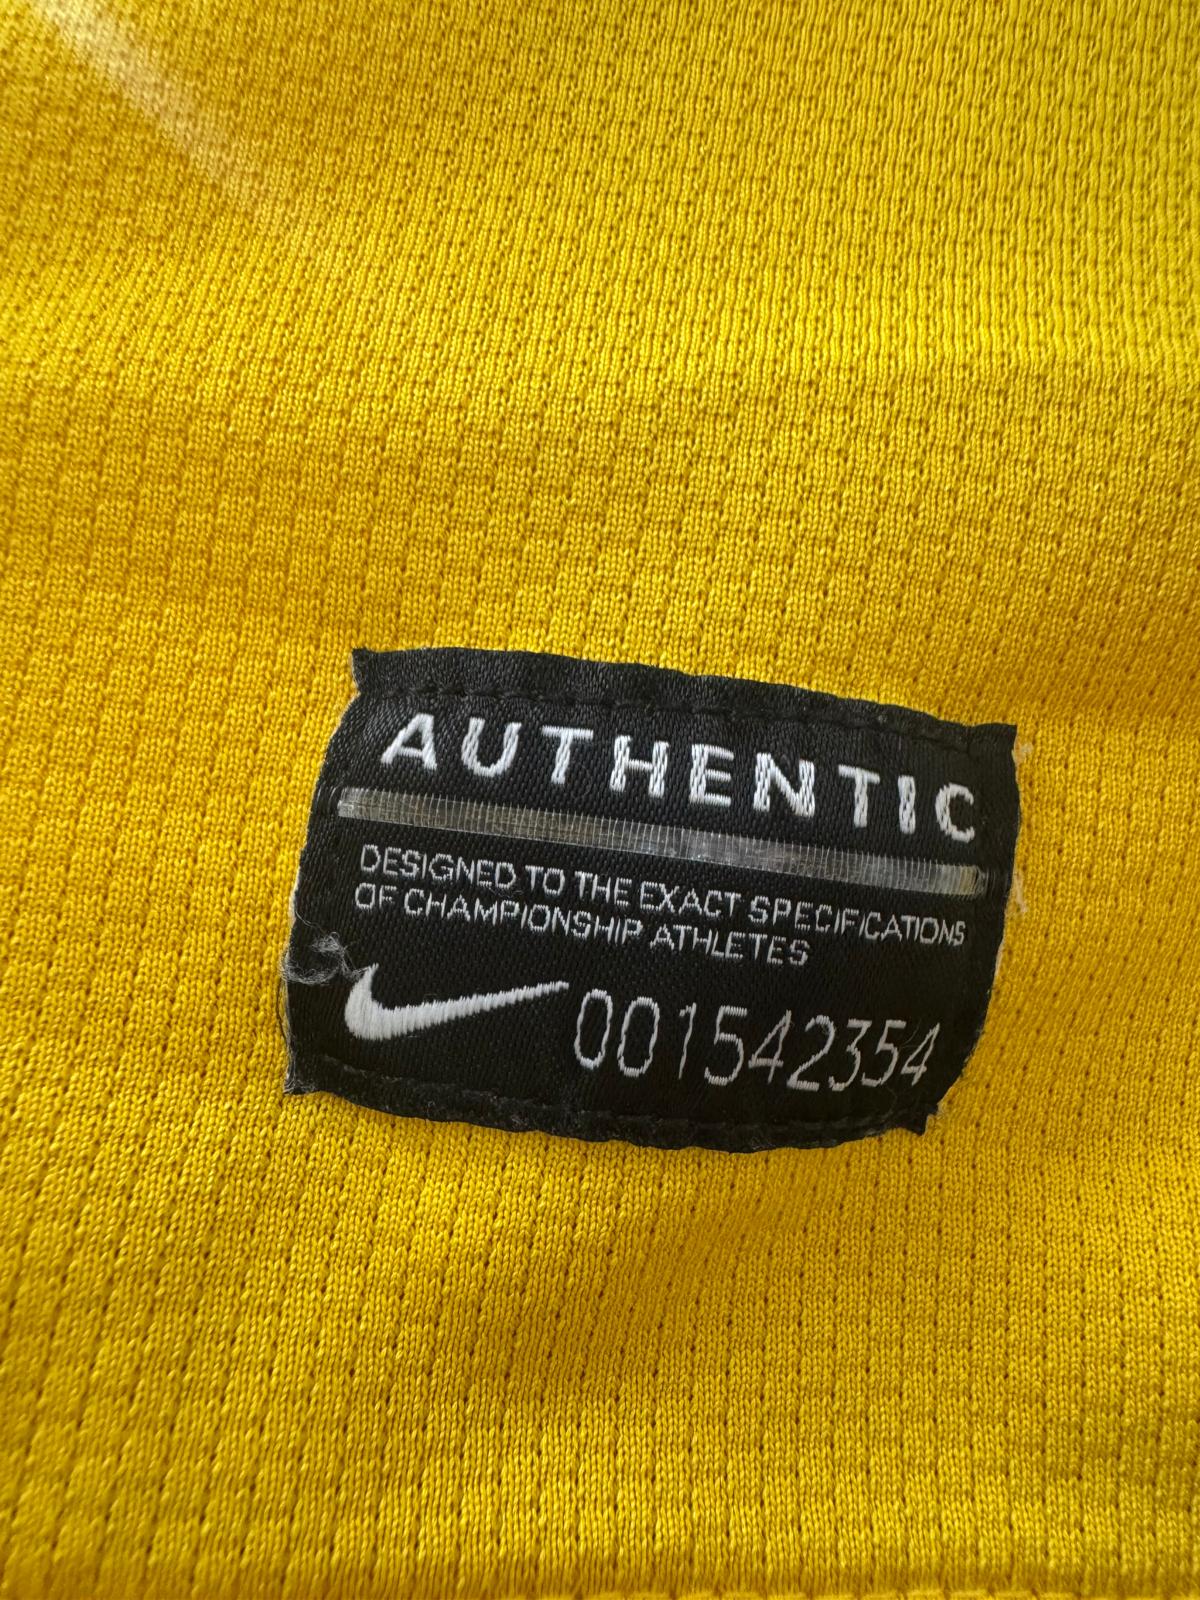 AUTHENTIC
DESIGNED TO THE EXACT SPECIFICATIONS
OF CHAMPIONSHIP ATHLETES
001542354